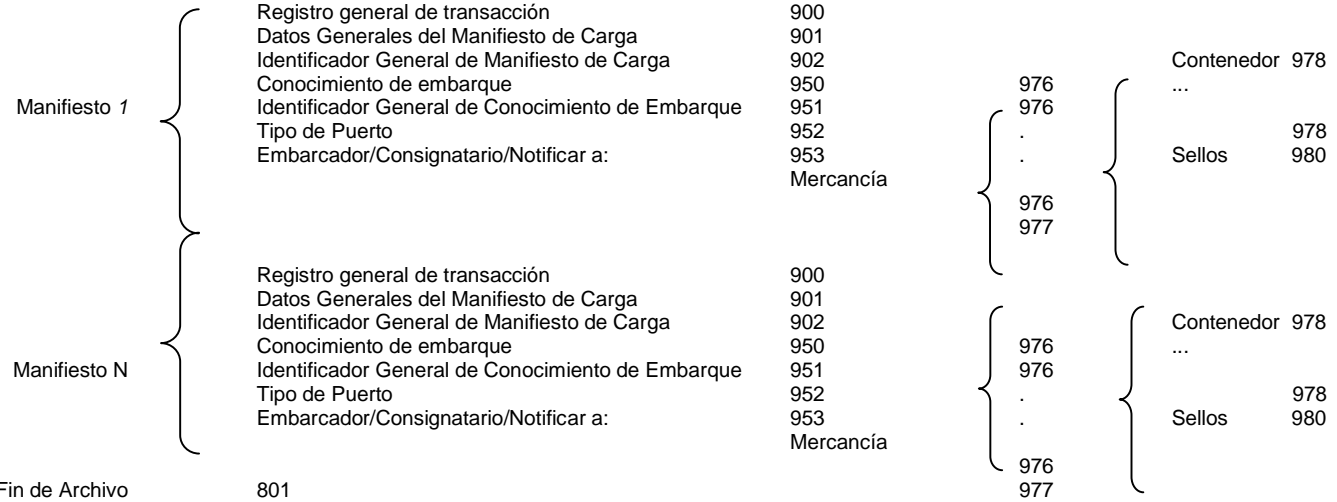 Registro general de transacción 900
Datos Generales del Manifiesto de Carga 901
Identificador General de Manifiesto de Carga 902 Contenedor 978
Conocimiento de embarque 950 976 ...
Manifiesto 1 Identificador General de Conocimiento de Embarque 951 976
Tipo de Puerto 952 . 978
Embarcador/Consignatario/Notificar a: 953 . Sellos 980
Mercancía
976
977
Registro general de transacción 900
Datos Generales del Manifiesto de Carga 901
Identificador General de Manifiesto de Carga 902 Contenedor 978
Conocimiento de embarque 950 976 ...
Manifiesto N Identificador General de Conocimiento de Embarque 951 976
Tipo de Puerto 952 . 978
Embarcador/Consignatario/Notificar a: 953 . Sellos 980
Mercancía
976
Fin de Archivo 801 977